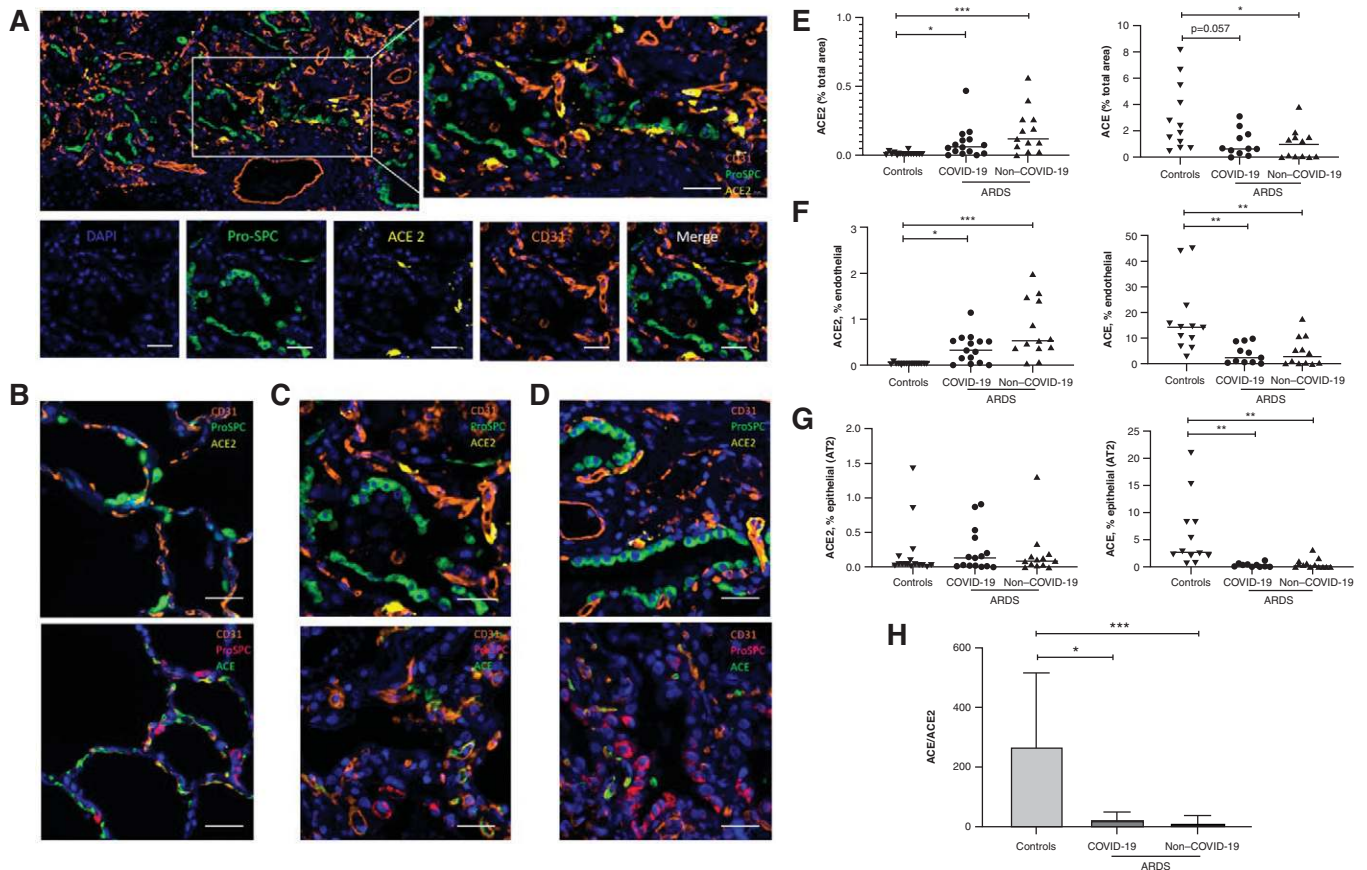 A
CD31
ProSPC
ACE2
DAPI
Pro-SPC
ACE 2
CD31
Merge
B
CD31
ProSPC
ACE2
CD31
ProSPC
ACE
C
CD31
ProSPC
ACE2
CD31
ProSPC
ACE
D
CD31
ProSPC
ACE2
CD31
ProSPC
ACE
E
ACE2 (% total area)
1.0
0.5
0.0
*
***
Controls
COVID-19
Non–COVID-19
ARDS
ACE (% total area)
10
8
6
4
2
0
p=0.057
*
Controls
COVID-19
Non–COVID-19
ARDS
F
ACE2, % endothelial
3
2
1
0
*
***
Controls
COVID-19
Non–COVID-19
ARDS
ACE, % endothelial
50
40
30
20
10
0
**
**
Controls
COVID-19
Non–COVID-19
ARDS
G
ACE2, % epithelial (AT2)
2.0
1.5
1.0
0.5
0.0
Controls
COVID-19
Non–COVID-19
ARDS
ACE, % epithelial (AT2)
25
20
15
10
5
0
**
**
Controls
COVID-19
Non–COVID-19
ARDS
H
ACE/ACE2
600
400
200
0
*
***
Controls
COVID-19
Non–COVID-19
ARDS